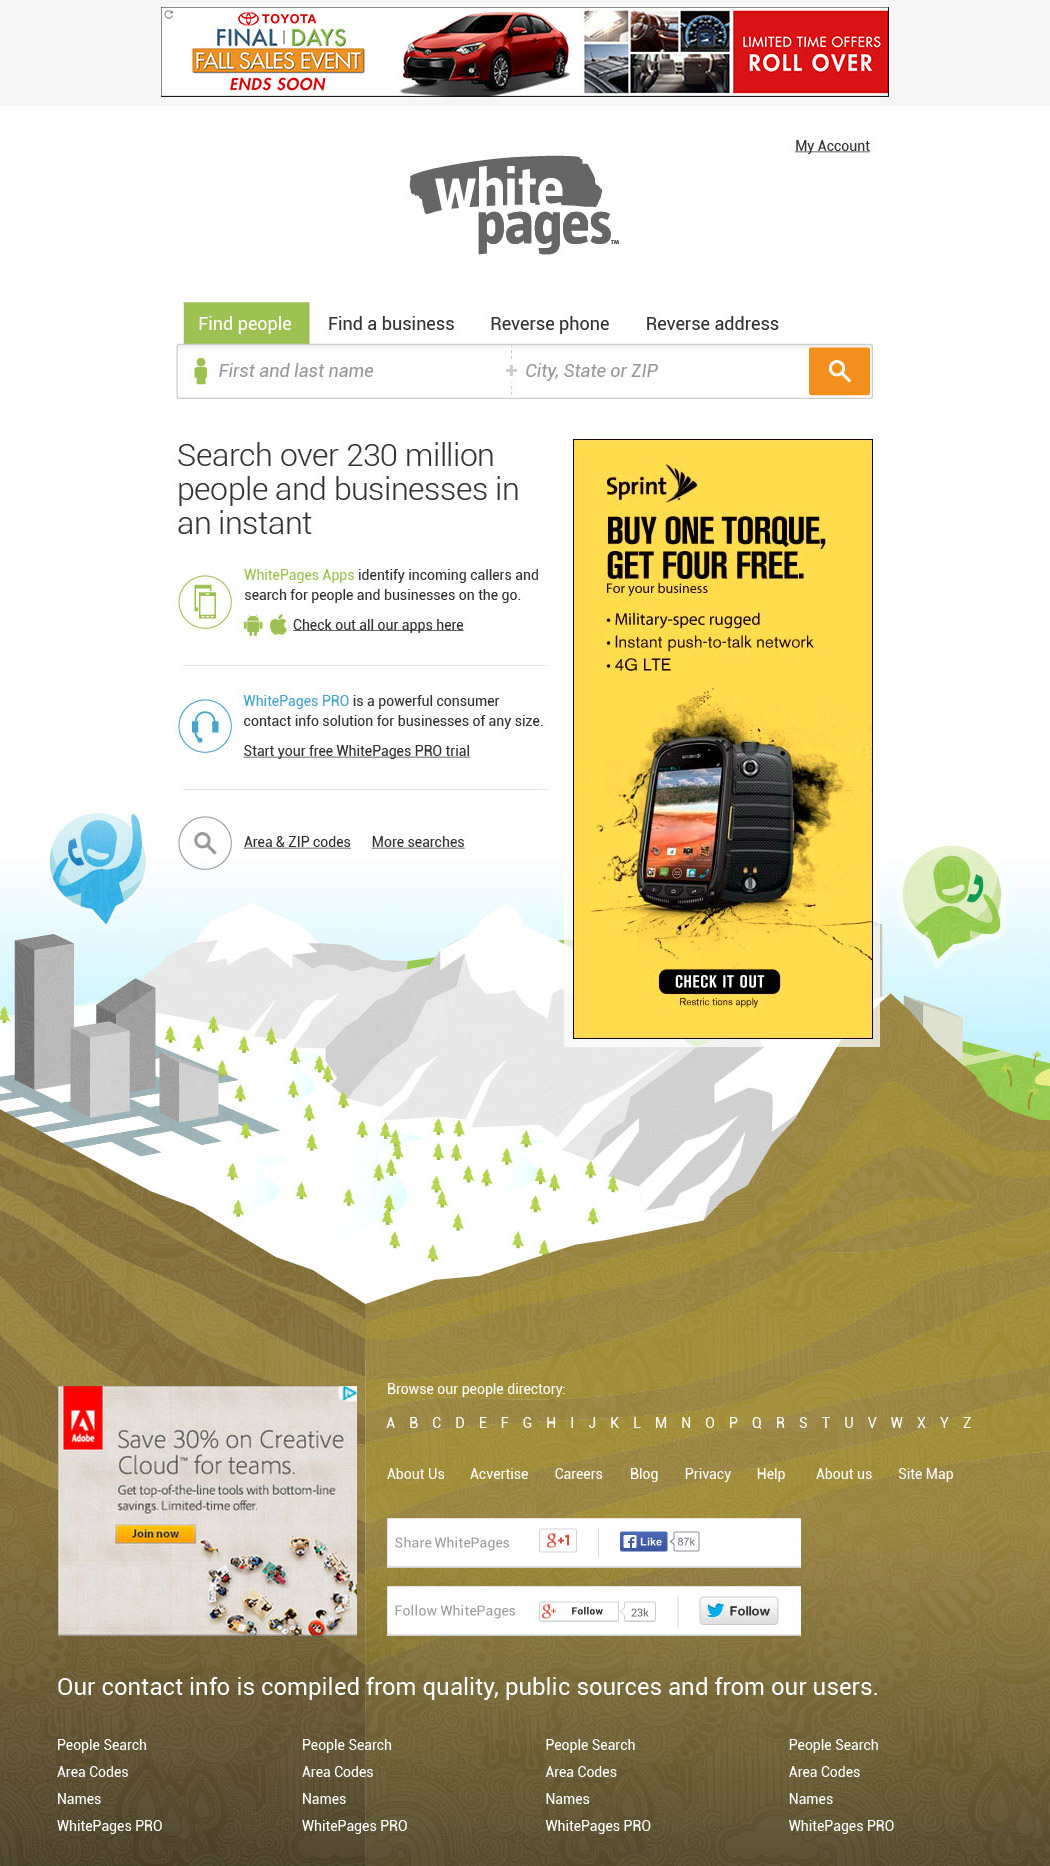 TOYOTA
FINAL DAYS
FALL SALES EVENT
ENDS SOON
LIMITED TIME OFFERS
ROLL OVER
My Account
white
pages™
Find people
Find a business
Reverse phone
Reverse address
First and last name
City, State or ZIP
Search over 230 million
people and businesses in
an instant
WhitePages Apps identify incoming callers and
search for people and businesses on the go.
Check out all our apps here
WhitePages PRO is a powerful consumer
contact info solution for businesses of any size.
Start your free WhitePages PRO trial
Area & ZIP codes
More searches
Sprint
BUY ONE TORQUE,
GET FOUR FREE.
For your business
• Military-spec rugged
• Instant push-to-talk network
• 4G LTE
CHECK IT OUT
Restric tions apply
Adobe
Save 30% on Creative
Cloud™ for teams.
Get top-of-the-line tools with bottom-line
savings. Limited-time offer.
Join now
Browse our people directory:
A B C D E F G H I J K L M N O P Q R S T U V W X Y Z
About Us
Acvertise
Careers
Blog
Privacy
Help
About us
Site Map
Share WhitePages
g+1
Like
87k
Follow WhitePages
g+ Follow
23k
Follow
Our contact info is compiled from quality, public sources and from our users.
People Search
Area Codes
Names
WhitePages PRO
People Search
Area Codes
Names
WhitePages PRO
People Search
Area Codes
Names
WhitePages PRO
People Search
Area Codes
Names
WhitePages PRO